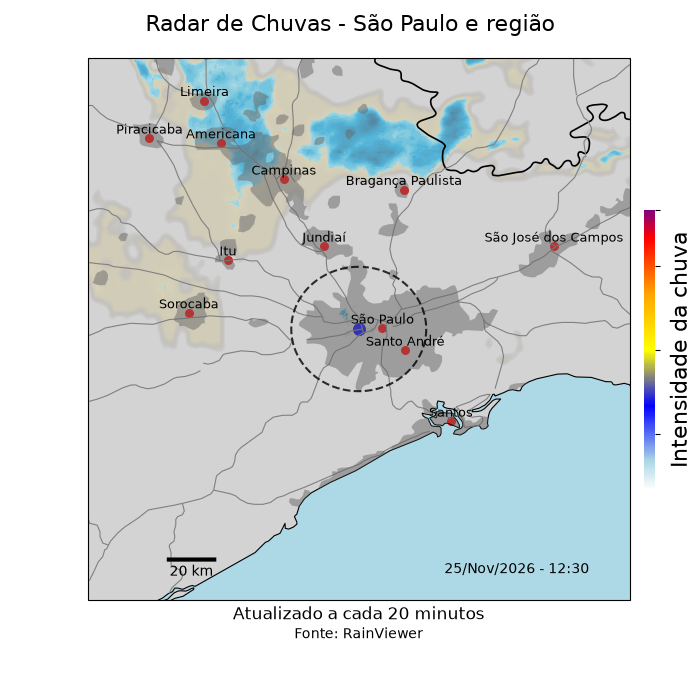 Radar de Chuvas - São Paulo e região
Limeira
Piracicaba
Americana
Campinas
Bragança Paulista
Itu
Jundiaí
São José dos Campos
Sorocaba
São Paulo
Santo André
Santos
20 km
25/Nov/2026 - 12:30
Intensidade da chuva
Atualizado a cada 20 minutos
Fonte: RainViewer